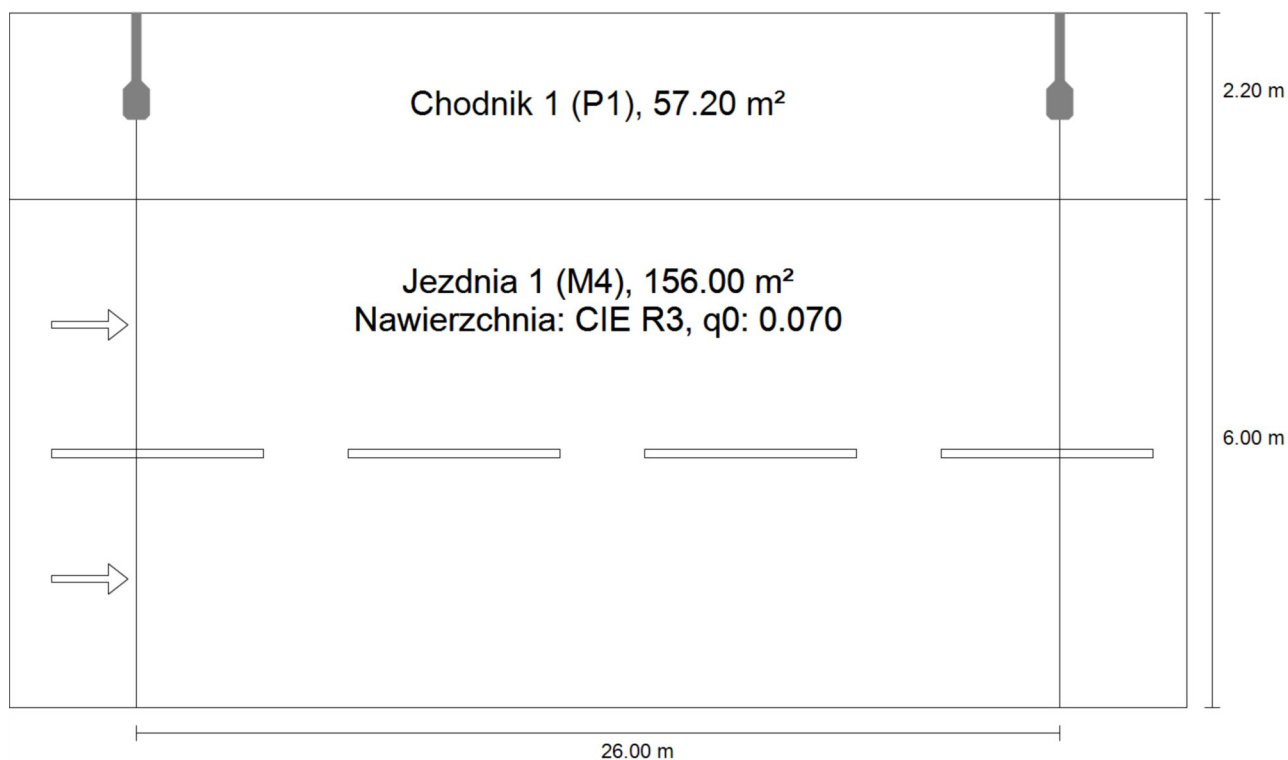 Chodnik 1 (P1), 57.20 m²
2.20 m
Jezdnia 1 (M4), 156.00 m²
Nawierzchnia: CIE R3, q0: 0.070
6.00 m
26.00 m